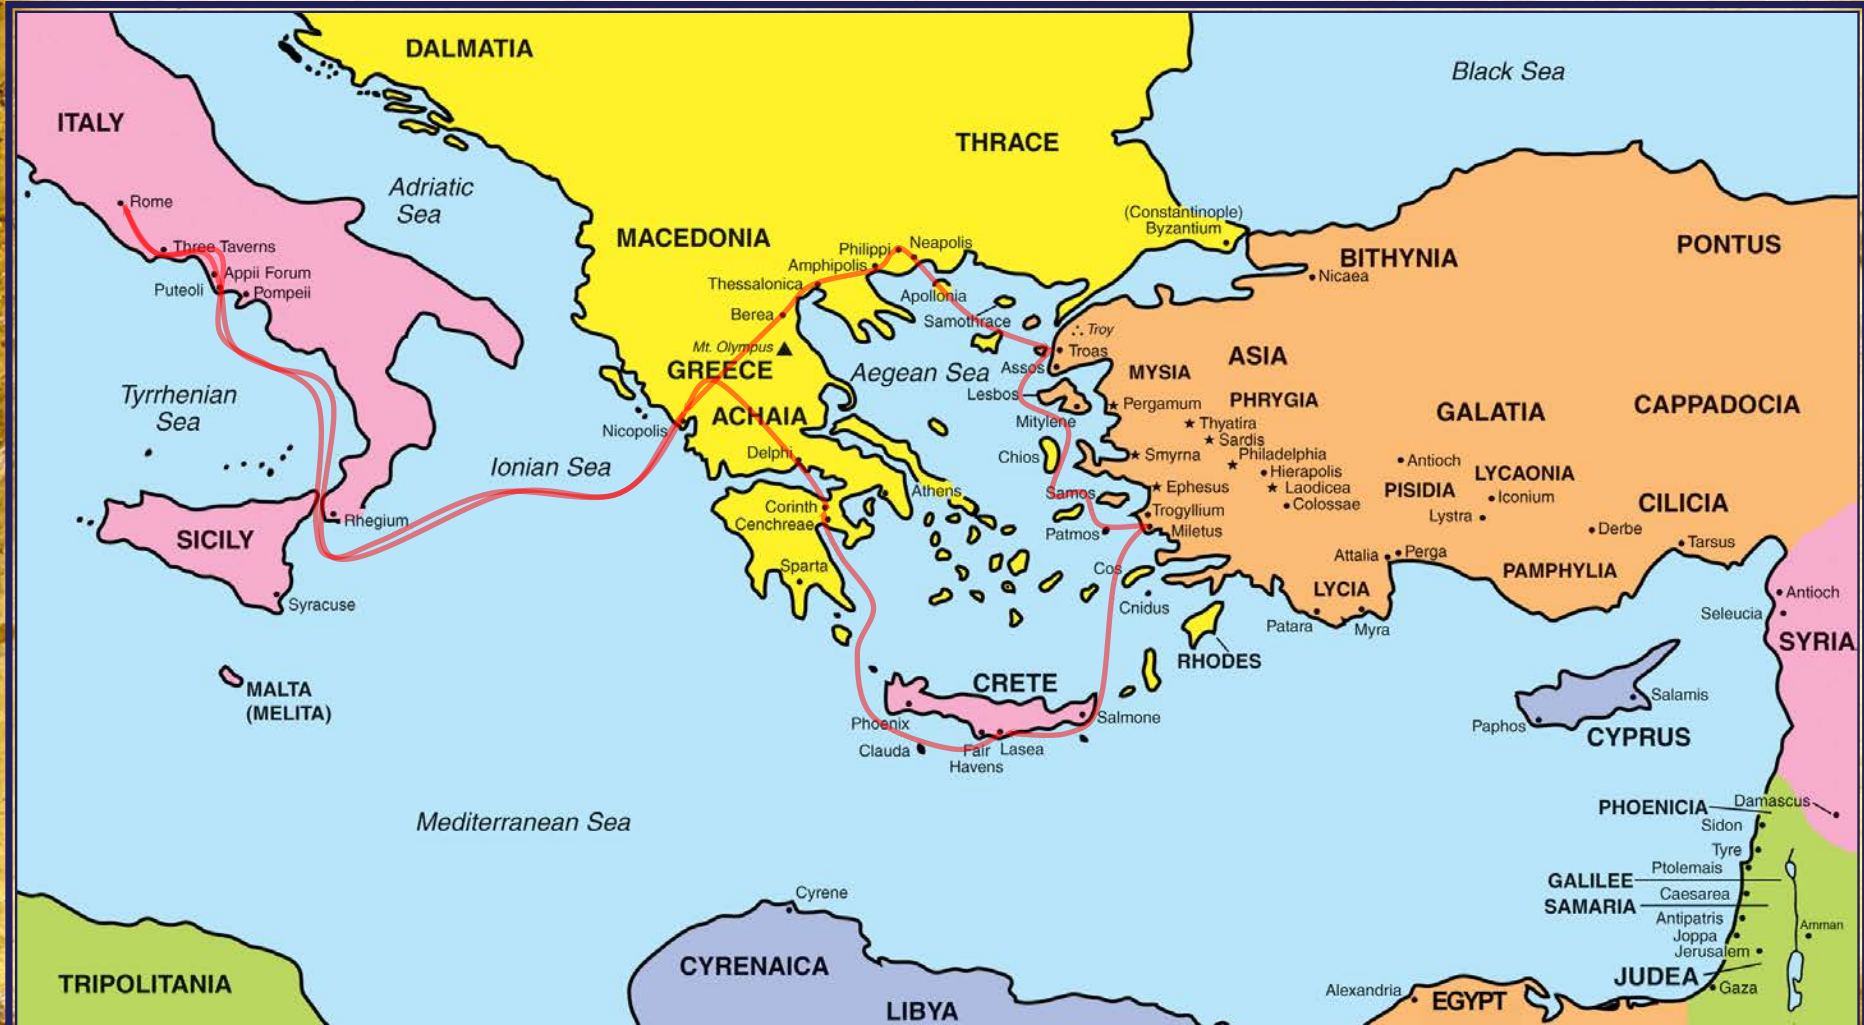 DALMATIA
Black Sea
ITALY
THRACE
Adriatic
Sea
Rome
(Constantinople)
Byzantium
MACEDONIA
Three Taverns
Philippi
Neapolis
BITHYNIA
PONTUS
Amphipolis
Appii Forum
Nicaea
Puteoli
Pompeii
Thessalonica
Apollonia
Berea
Samothrace
Troy
Mt. Olympus
Troas
ASIA
GREECE
Aegean Sea
Assos
MYSIA
Tyrrhenian
Sea
Lesbos
PHRYGIA
Pergamum
GALATIA
CAPPADOCIA
ACHAIA
Mitylene
Thyatira
Nicopolis
Sardis
Delphi
Chios
Smyrna
Philadelphia
Antioch
Ionian Sea
Hierapolis
LYCAONIA
Athens
Samos
Ephesus
Laodicea
PISIDIA
Iconium
Corinth
Colossae
CILICIA
Cenchreae
Trogyllium
Lystra
Rhegium
Patmos
Miletus
Derbe
SICILY
Tarsus
Attalia
Perga
Sparta
Cos
PAMPHYLIA
LYCIA
Antioch
Syracuse
Cnidus
Seleucia
Patara
Myra
SYRIA
RHODES
MALTA
(MELITA)
CRETE
Salamis
Phoenix
Salmone
Paphos
CYPRUS
Clauda
Fair
Havens
Lasea
PHOENICIA
Damascus
Mediterranean Sea
Sidon
Tyre
Ptolemais
GALILEE
Caesarea
Cyrene
SAMARIA
Antipatris
Amman
Joppa
Jerusalem
CYRENAICA
JUDEA
TRIPOLITANIA
Gaza
Alexandria
EGYPT
LIBYA